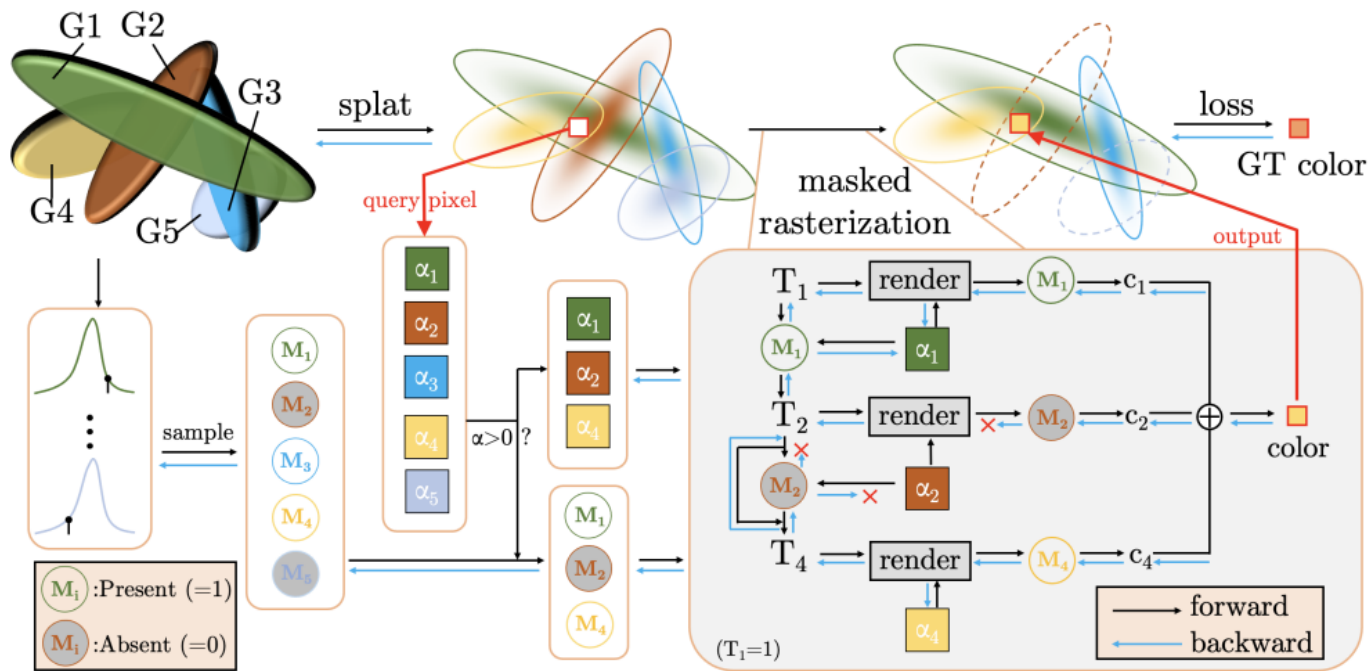 G1
G2
G3
G4
G5
splat
query pixel
masked
rasterization
loss
GT color
output
sample
M₁
M₂
M₃
M₄
M₅
α₁
α₂
α₃
α₄
α₅
α>0 ?
α₁
α₂
α₄
M₁
M₂
M₄
T₁ render M₁ c₁
M₁ α₁
T₂ render M₂ c₂
color
M₂ α₂
T₄ render M₄ c₄
α₄
(T₁=1)
Mᵢ :Present (=1)
Mᵢ :Absent (=0)
forward
backward